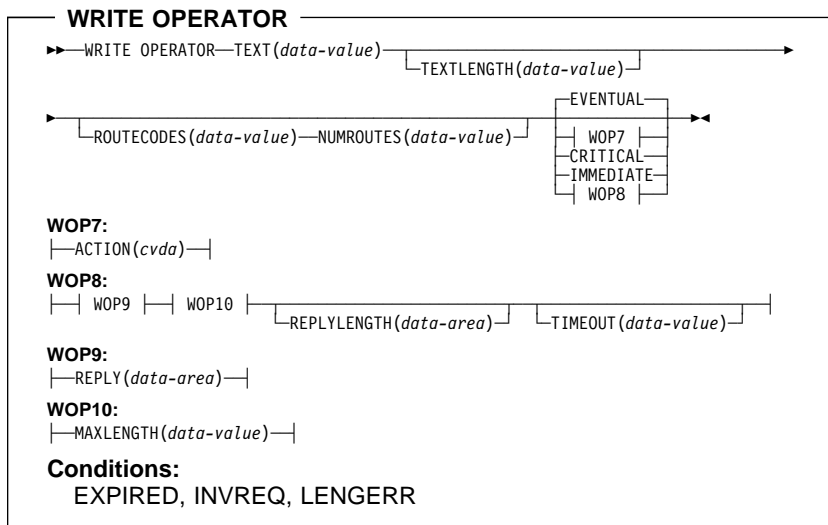 WRITE OPERATOR
WRITE OPERATOR TEXT(data-value)
TEXTLENGTH(data-value)
EVENTUAL
ROUTECODES(data-value) NUMROUTES(data-value)
WOP7
CRITICAL
IMMEDIATE
WOP8
WOP7:
ACTION(cvda)
WOP8:
WOP9 WOP10
REPLYLENGTH(data-area) TIMEOUT(data-value)
WOP9:
REPLY(data-area)
WOP10:
MAXLENGTH(data-value)
Conditions:
EXPIRED, INVREQ, LENGERR